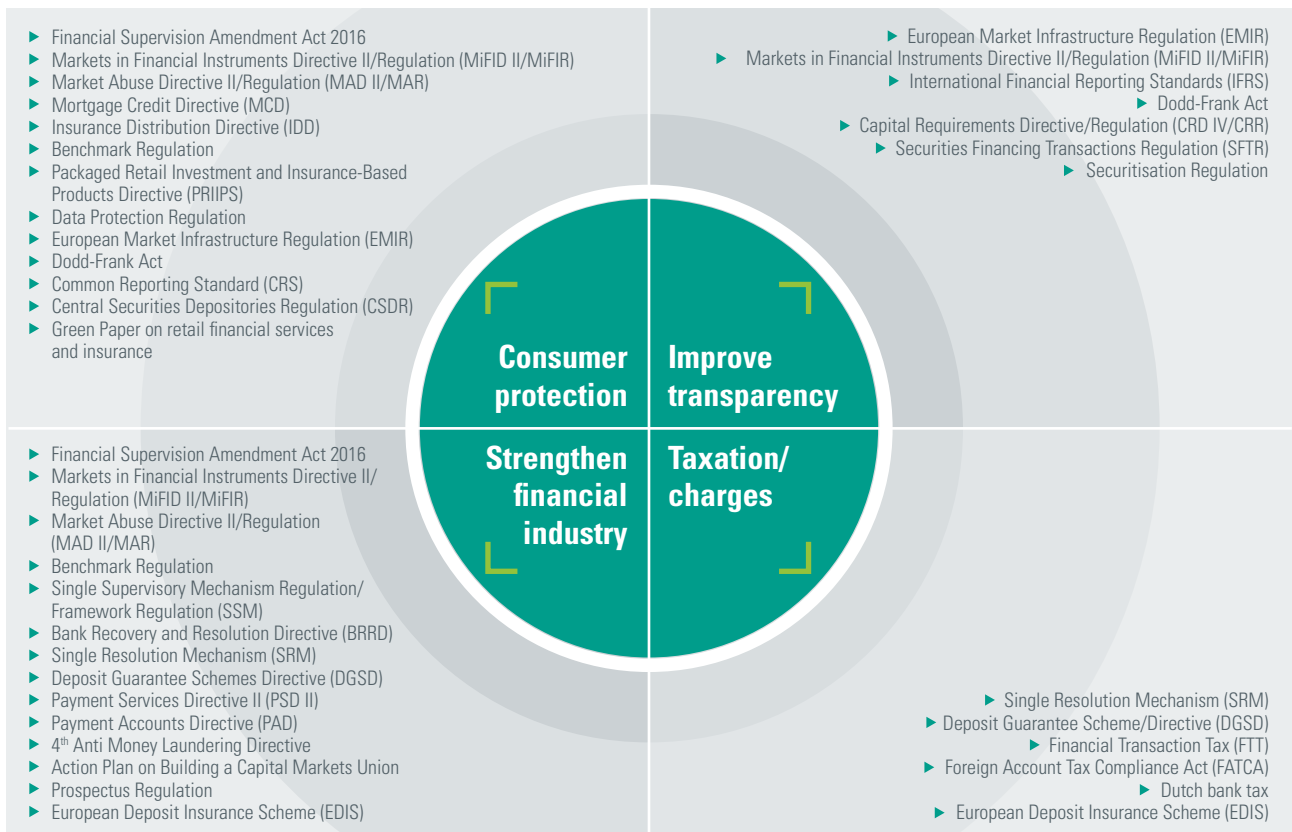 Financial Supervision Amendment Act 2016
Markets in Financial Instruments Directive II/Regulation (MiFID II/MiFIR)
Market Abuse Directive II/Regulation (MAD II/MAR)
Mortgage Credit Directive (MCD)
Insurance Distribution Directive (IDD)
Benchmark Regulation
Packaged Retail Investment and Insurance-Based
Products Directive (PRIIPS)
Data Protection Regulation
European Market Infrastructure Regulation (EMIR)
Dodd-Frank Act
Common Reporting Standard (CRS)
Central Securities Depositories Regulation (CSDR)
Green Paper on retail financial services
and insurance
European Market Infrastructure Regulation (EMIR)
Markets in Financial Instruments Directive II/Regulation (MiFID II/MiFIR)
International Financial Reporting Standards (IFRS)
Dodd-Frank Act
Capital Requirements Directive/Regulation (CRD IV/CRR)
Securities Financing Transactions Regulation (SFTR)
Securitisation Regulation
Consumer
protection
Improve
transparency
Strengthen
financial
industry
Taxation/
charges
Financial Supervision Amendment Act 2016
Markets in Financial Instruments Directive II/
Regulation (MiFID II/MiFIR)
Market Abuse Directive II/Regulation
(MAD II/MAR)
Benchmark Regulation
Single Supervisory Mechanism Regulation/
Framework Regulation (SSM)
Bank Recovery and Resolution Directive (BRRD)
Single Resolution Mechanism (SRM)
Deposit Guarantee Schemes Directive (DGSD)
Payment Services Directive II (PSD II)
Payment Accounts Directive (PAD)
4th Anti Money Laundering Directive
Action Plan on Building a Capital Markets Union
Prospectus Regulation
European Deposit Insurance Scheme (EDIS)
Single Resolution Mechanism (SRM)
Deposit Guarantee Scheme/Directive (DGSD)
Financial Transaction Tax (FTT)
Foreign Account Tax Compliance Act (FATCA)
Dutch bank tax
European Deposit Insurance Scheme (EDIS)